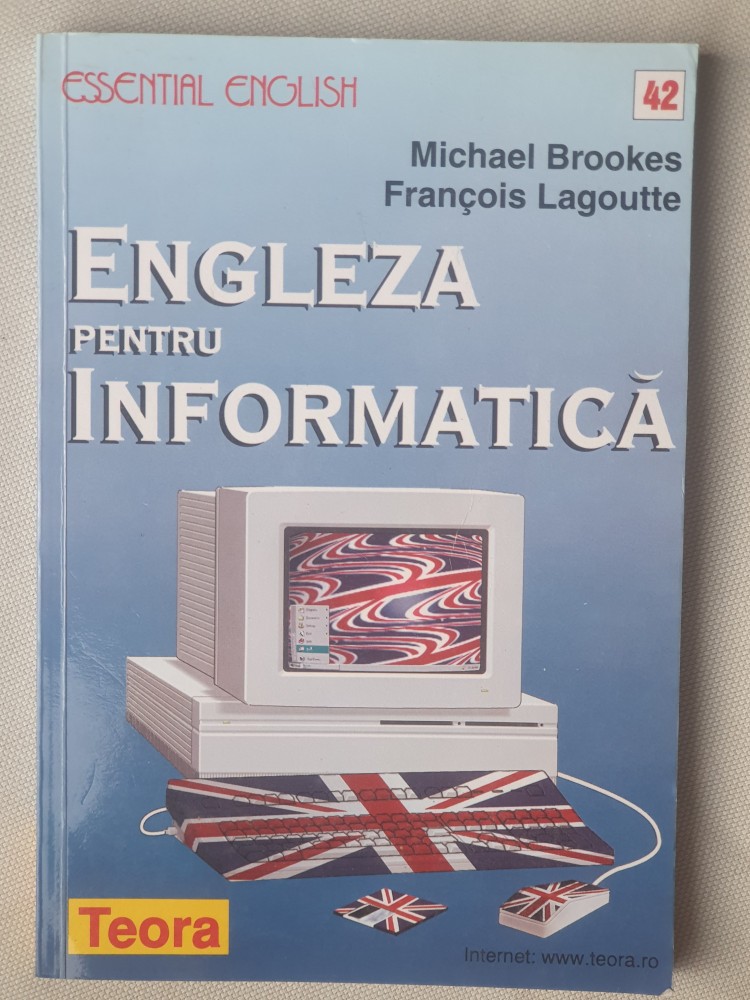 ESSENTIAL ENGLISH
42
Michael Brookes
François Lagoutte
ENGLEZA
PENTRU
INFORMATICĂ
Teora
Internet: www.teora.ro